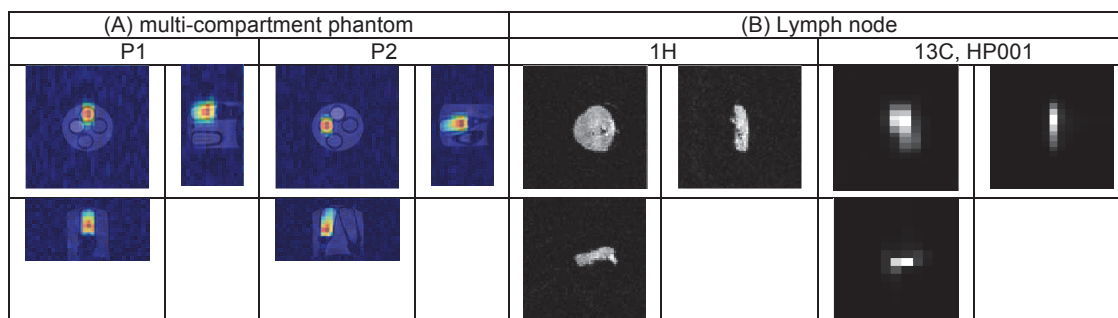 (A) multi-compartment phantom
(B) Lymph node
P1
P2
1H
13C, HP001